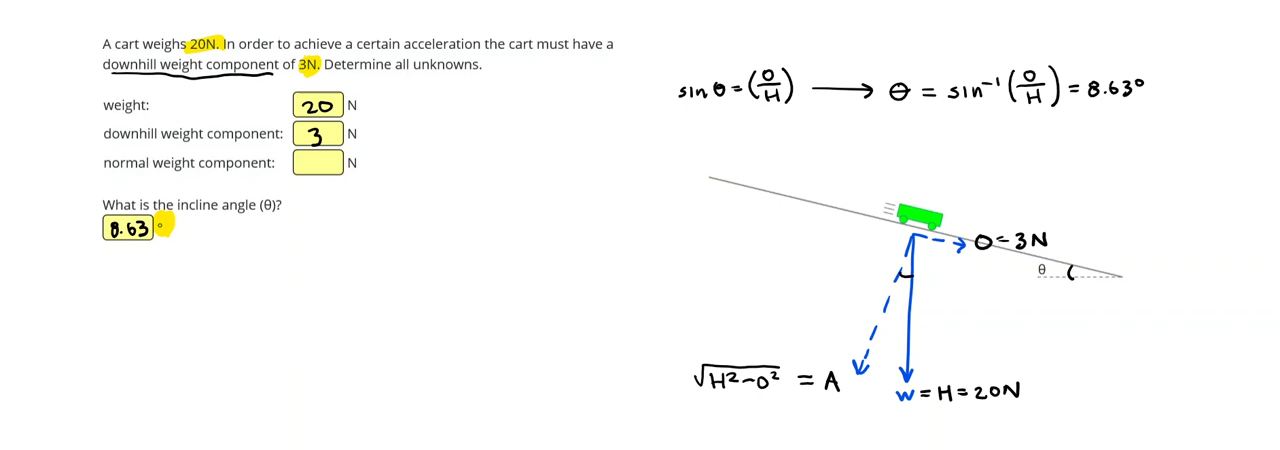 A cart weighs 20N. In order to achieve a certain acceleration the cart must have a
downhill weight component of 3N. Determine all unknowns.
weight: 20 N
downhill weight component: 3 N
normal weight component: N
What is the incline angle (θ)?
8.63 °
sin θ = (O/H) → θ = sin⁻¹ (O/H) = 8.63°
O = 3N
θ
√H²-O² = A
W = H = 20N